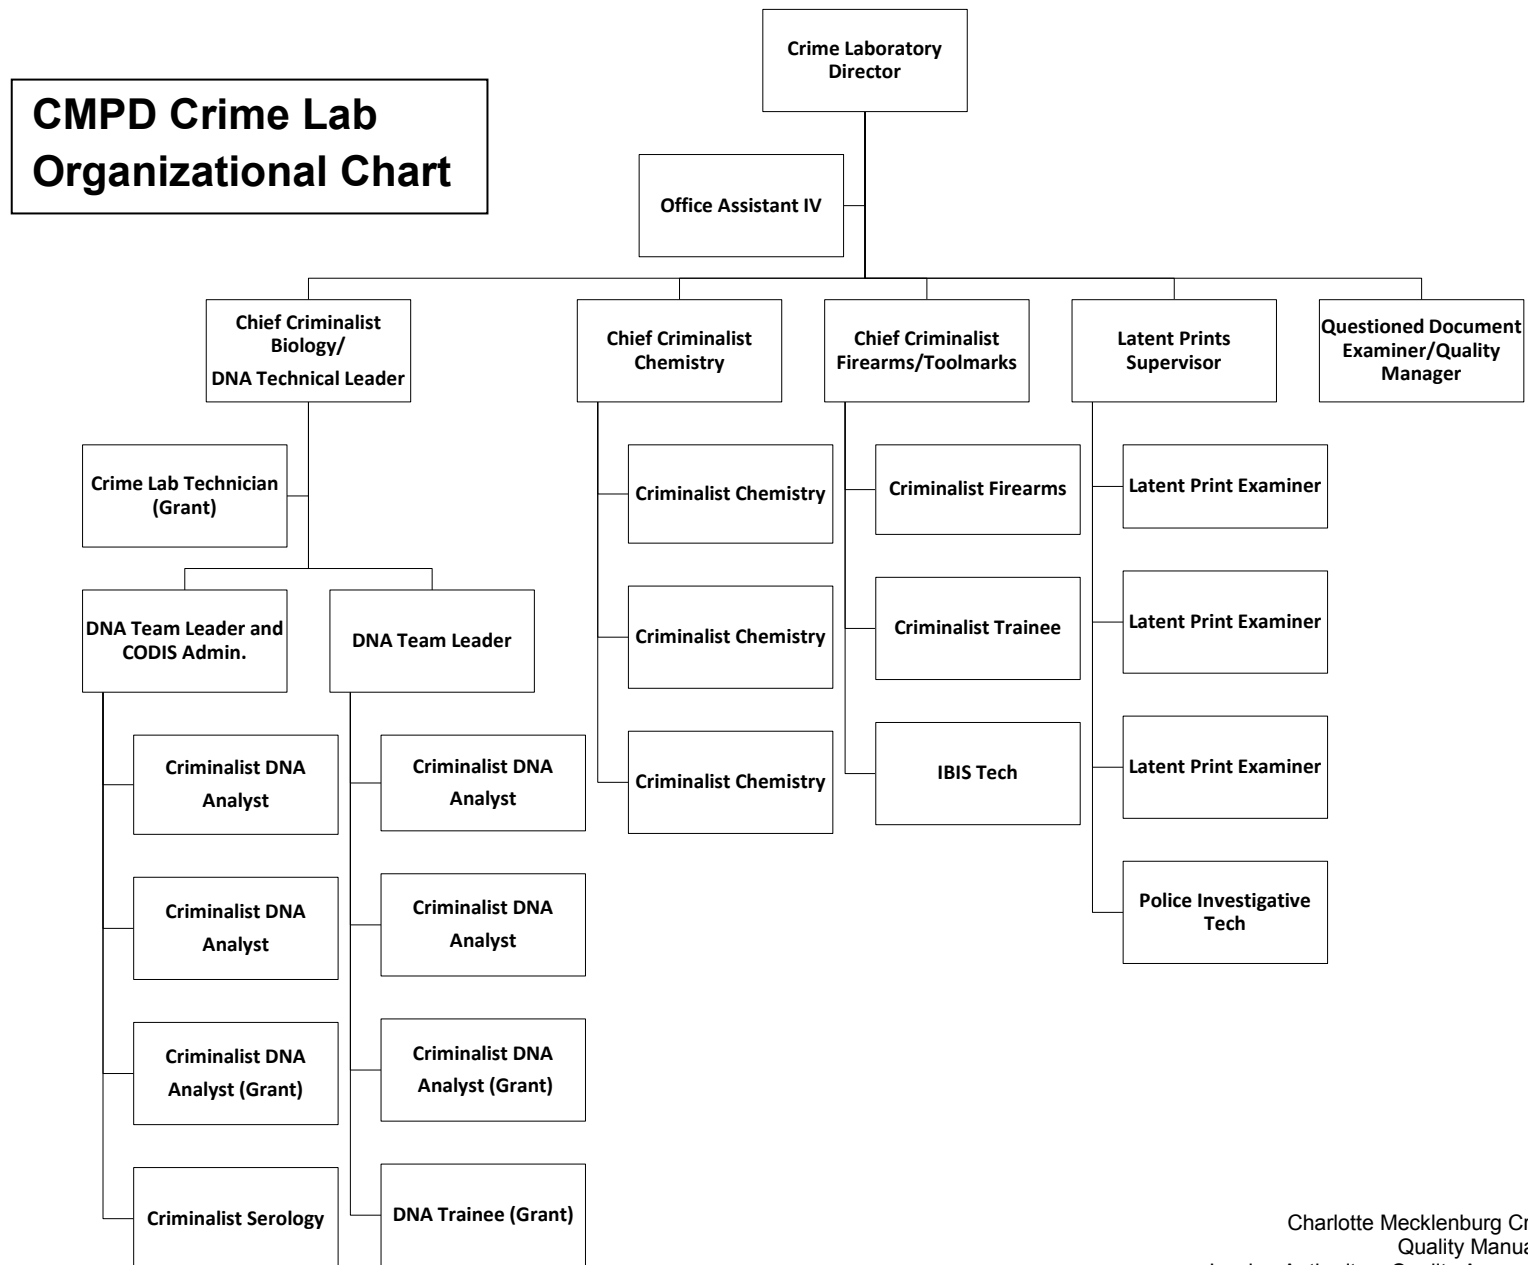 Crime Laboratory
Director
CMPD Crime Lab
Organizational Chart
Office Assistant IV
Chief Criminalist
Biology/
DNA Technical Leader
Chief Criminalist
Chemistry
Chief Criminalist
Firearms/Toolmarks
Latent Prints
Supervisor
Questioned Document
Examiner/Quality
Manager
Crime Lab Technician
(Grant)
DNA Team Leader and
CODIS Admin.
DNA Team Leader
Criminalist DNA
Analyst
Criminalist DNA
Analyst
Criminalist DNA
Analyst (Grant)
Criminalist Serology
Criminalist DNA
Analyst
Criminalist DNA
Analyst
Criminalist DNA
Analyst (Grant)
DNA Trainee (Grant)
Criminalist Chemistry
Criminalist Chemistry
Criminalist Chemistry
Criminalist Firearms
Criminalist Trainee
IBIS Tech
Latent Print Examiner
Latent Print Examiner
Latent Print Examiner
Police Investigative
Tech
Charlotte Mecklenburg
Quality